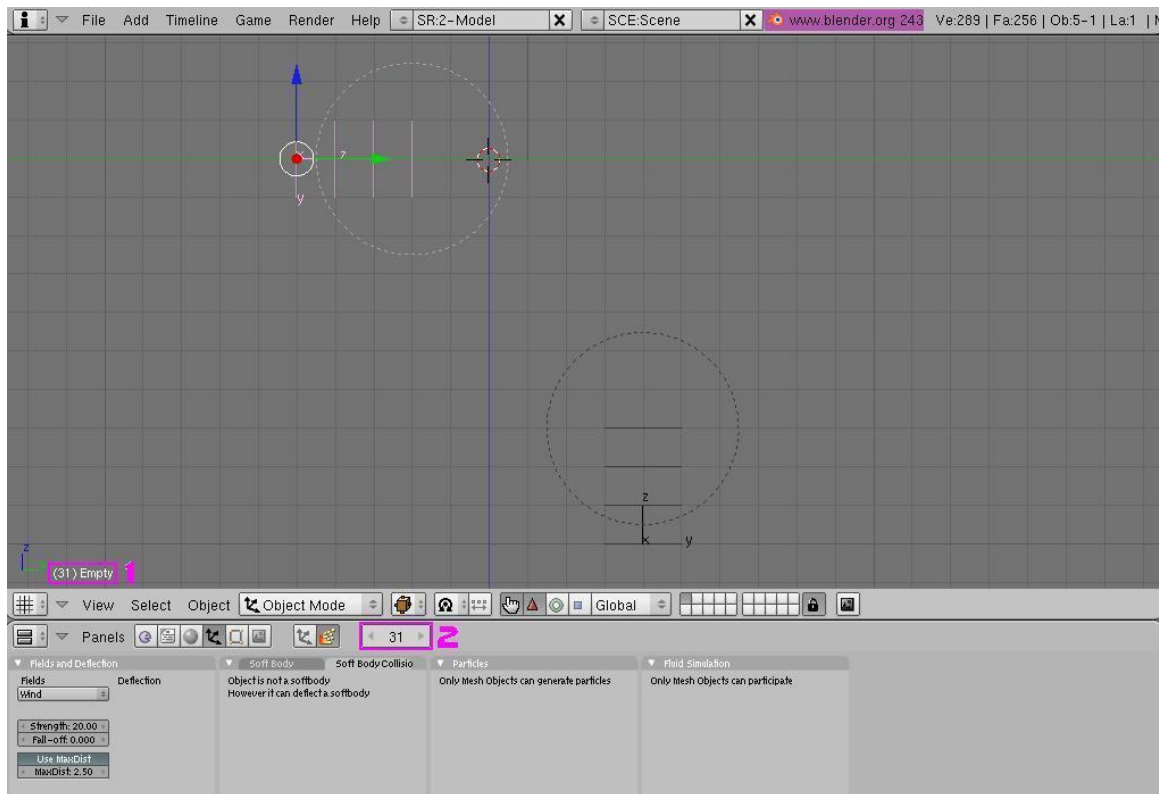 File Add Timeline Game Render Help SR:2-Model X SCE:Scene X www.blender.org 243 Ve:289 | Fa:256 | Ob:5-1 | La:1 |
z
y
z
x y
z
(31) Empty 1
View Select Object Object Mode Global
Panels 31 2
Fields and Deflection Soft Body Soft Body Collisio Particles Fluid Simulation
Fields Deflection Object is not a softbody Only Mesh Objects can generate particles Only Mesh Objects can participate
Wind However it can deflect a softbody
Strength: 20.00
Fall-off: 0.000
Use MaxDist
MaxDist: 2.50